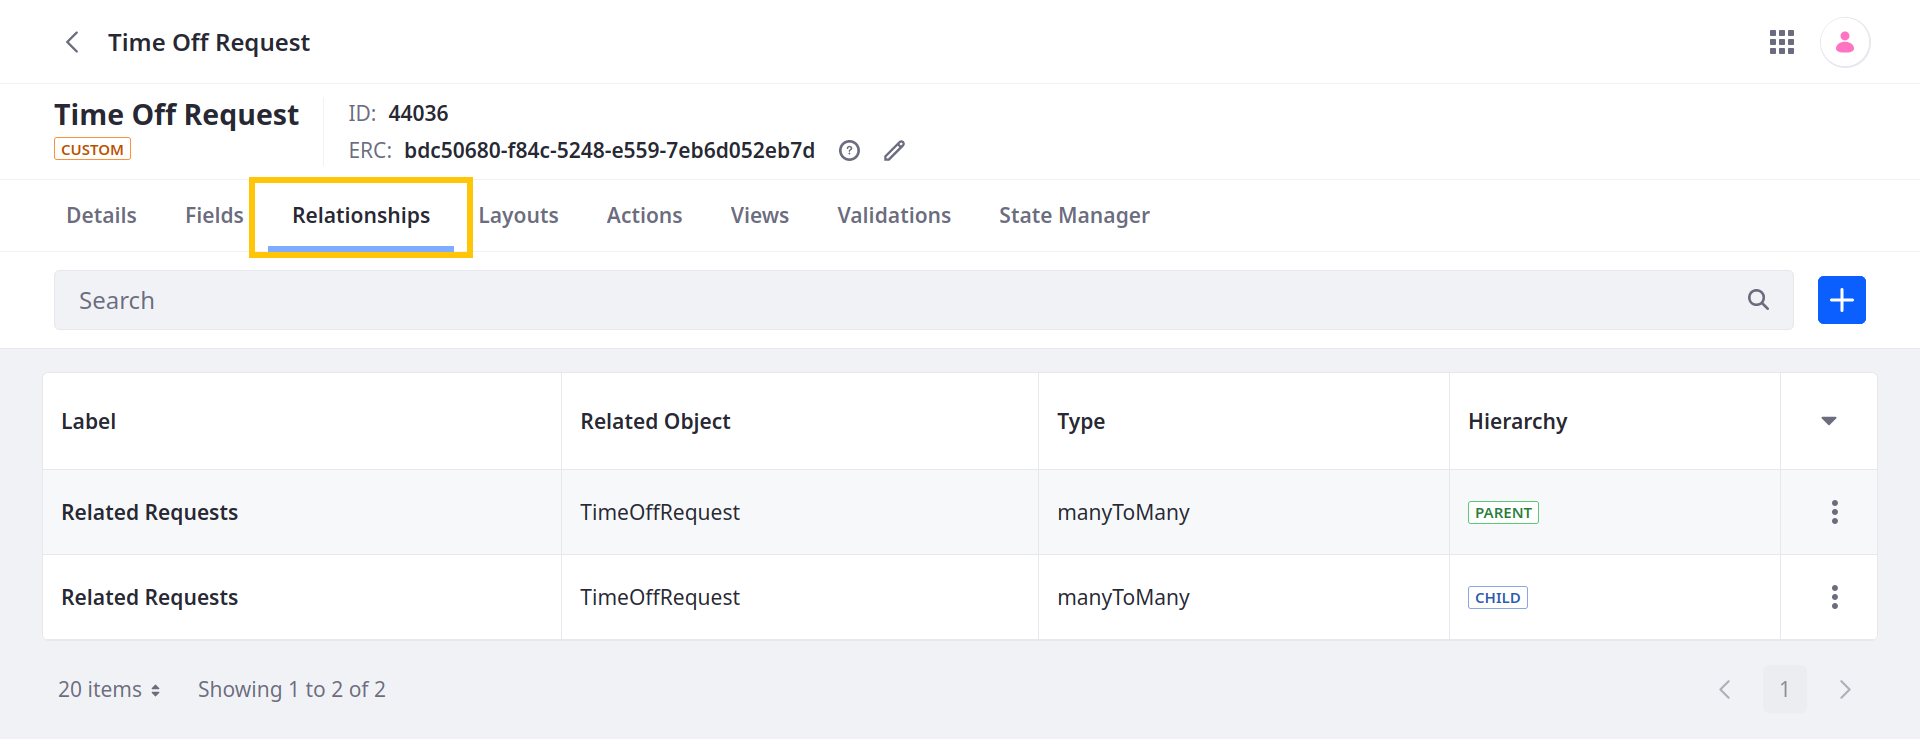 Time Off Request
Time Off Request
CUSTOM
ID: 44036
ERC: bdc50680-f84c-5248-e559-7eb6d052eb7d
Details Fields Relationships Layouts Actions Views Validations State Manager
Search
Label Related Object Type Hierarchy
Related Requests TimeOffRequest manyToMany PARENT
Related Requests TimeOffRequest manyToMany CHILD
20 items Showing 1 to 2 of 2 1